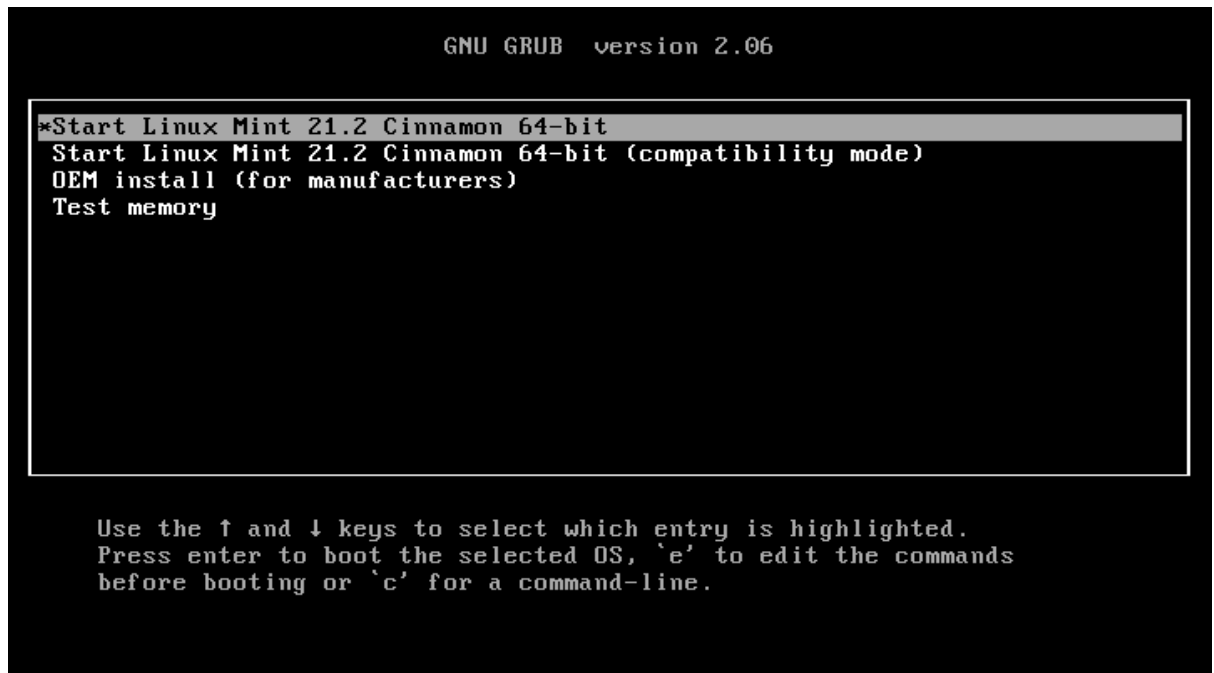 GNU GRUB version 2.06
*Start Linux Mint 21.2 Cinnamon 64-bit
Start Linux Mint 21.2 Cinnamon 64-bit (compatibility mode)
OEM install (for manufacturers)
Test memory
Use the ↑ and ↓ keys to select which entry is highlighted.
Press enter to boot the selected OS, `e' to edit the commands
before booting or `c' for a command-line.